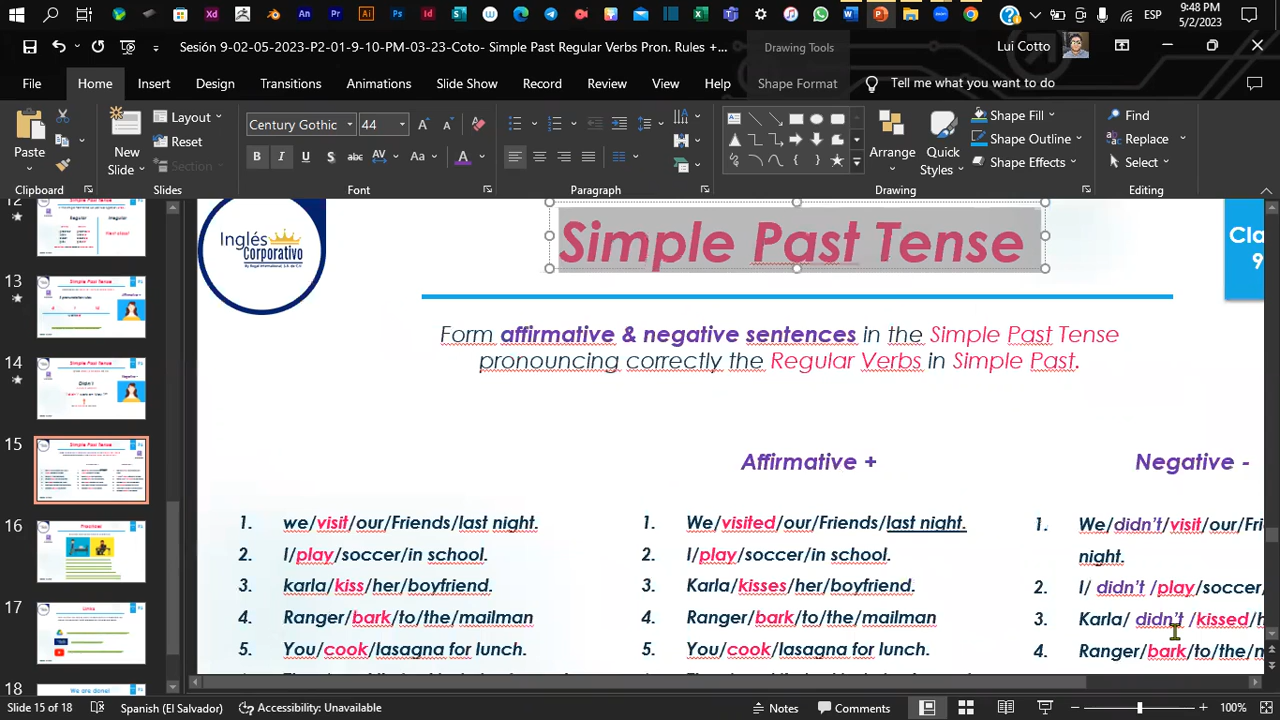 9:48 PM
ESP
5/2/2023
Sesión 9-02-05-2023-P2-01-9-10-PM-03-23-Coto- Simple Past Regular Verbs Pron. Rules +...
Drawing Tools
Lui Cotto
File
Home
Insert
Design
Transitions
Animations
Slide Show
Record
Review
View
Help
Shape Format
Tell me what you want to do
Paste
New Slide
Layout
Reset
Section
Century Gothic
44
Arrange
Quick Styles
Shape Fill
Shape Outline
Shape Effects
Find
Replace
Select
Clipboard
Slides
Font
Paragraph
Drawing
Editing
12
13
14
15
16
17
18
We are done!
Inglés
Corporativo
Simple Past Tense
Cla
9
Form affirmative & negative sentences in the Simple Past Tense
pronouncing correctly the Regular Verbs in Simple Past.
Affirmative +
Negative -
1. we/visit/our/Friends/last night.
2. I/play/soccer/in school.
3. karla/kiss/her/boyfriend.
4. Ranger/bark/to/the/mailman
5. You/cook/lasagna for lunch.
1. We/visited/our/Friends/last night.
2. I/play/soccer/in school.
3. Karla/kisses/her/boyfriend.
4. Ranger/bark/to/the/mailman
5. You/cook/lasagna for lunch.
1. We/didn't/visit/our/Fri
night.
2. I/ didn't /play/soccer/
3. Karla/ didn't /kissed/h
4. Ranger/bark/to/the/n
Slide 15 of 18
Spanish (El Salvador)
Accessibility: Unavailable
Notes
Comments
100%